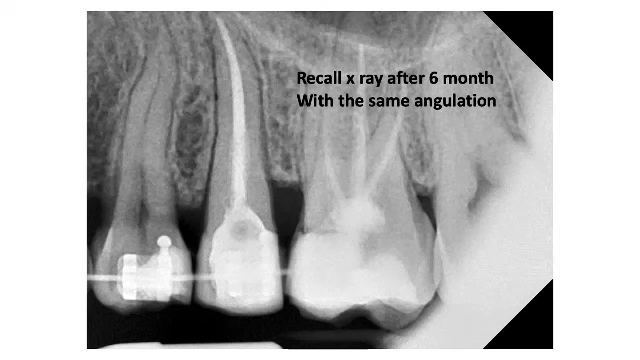 Recall x ray after 6 month
With the same angulation